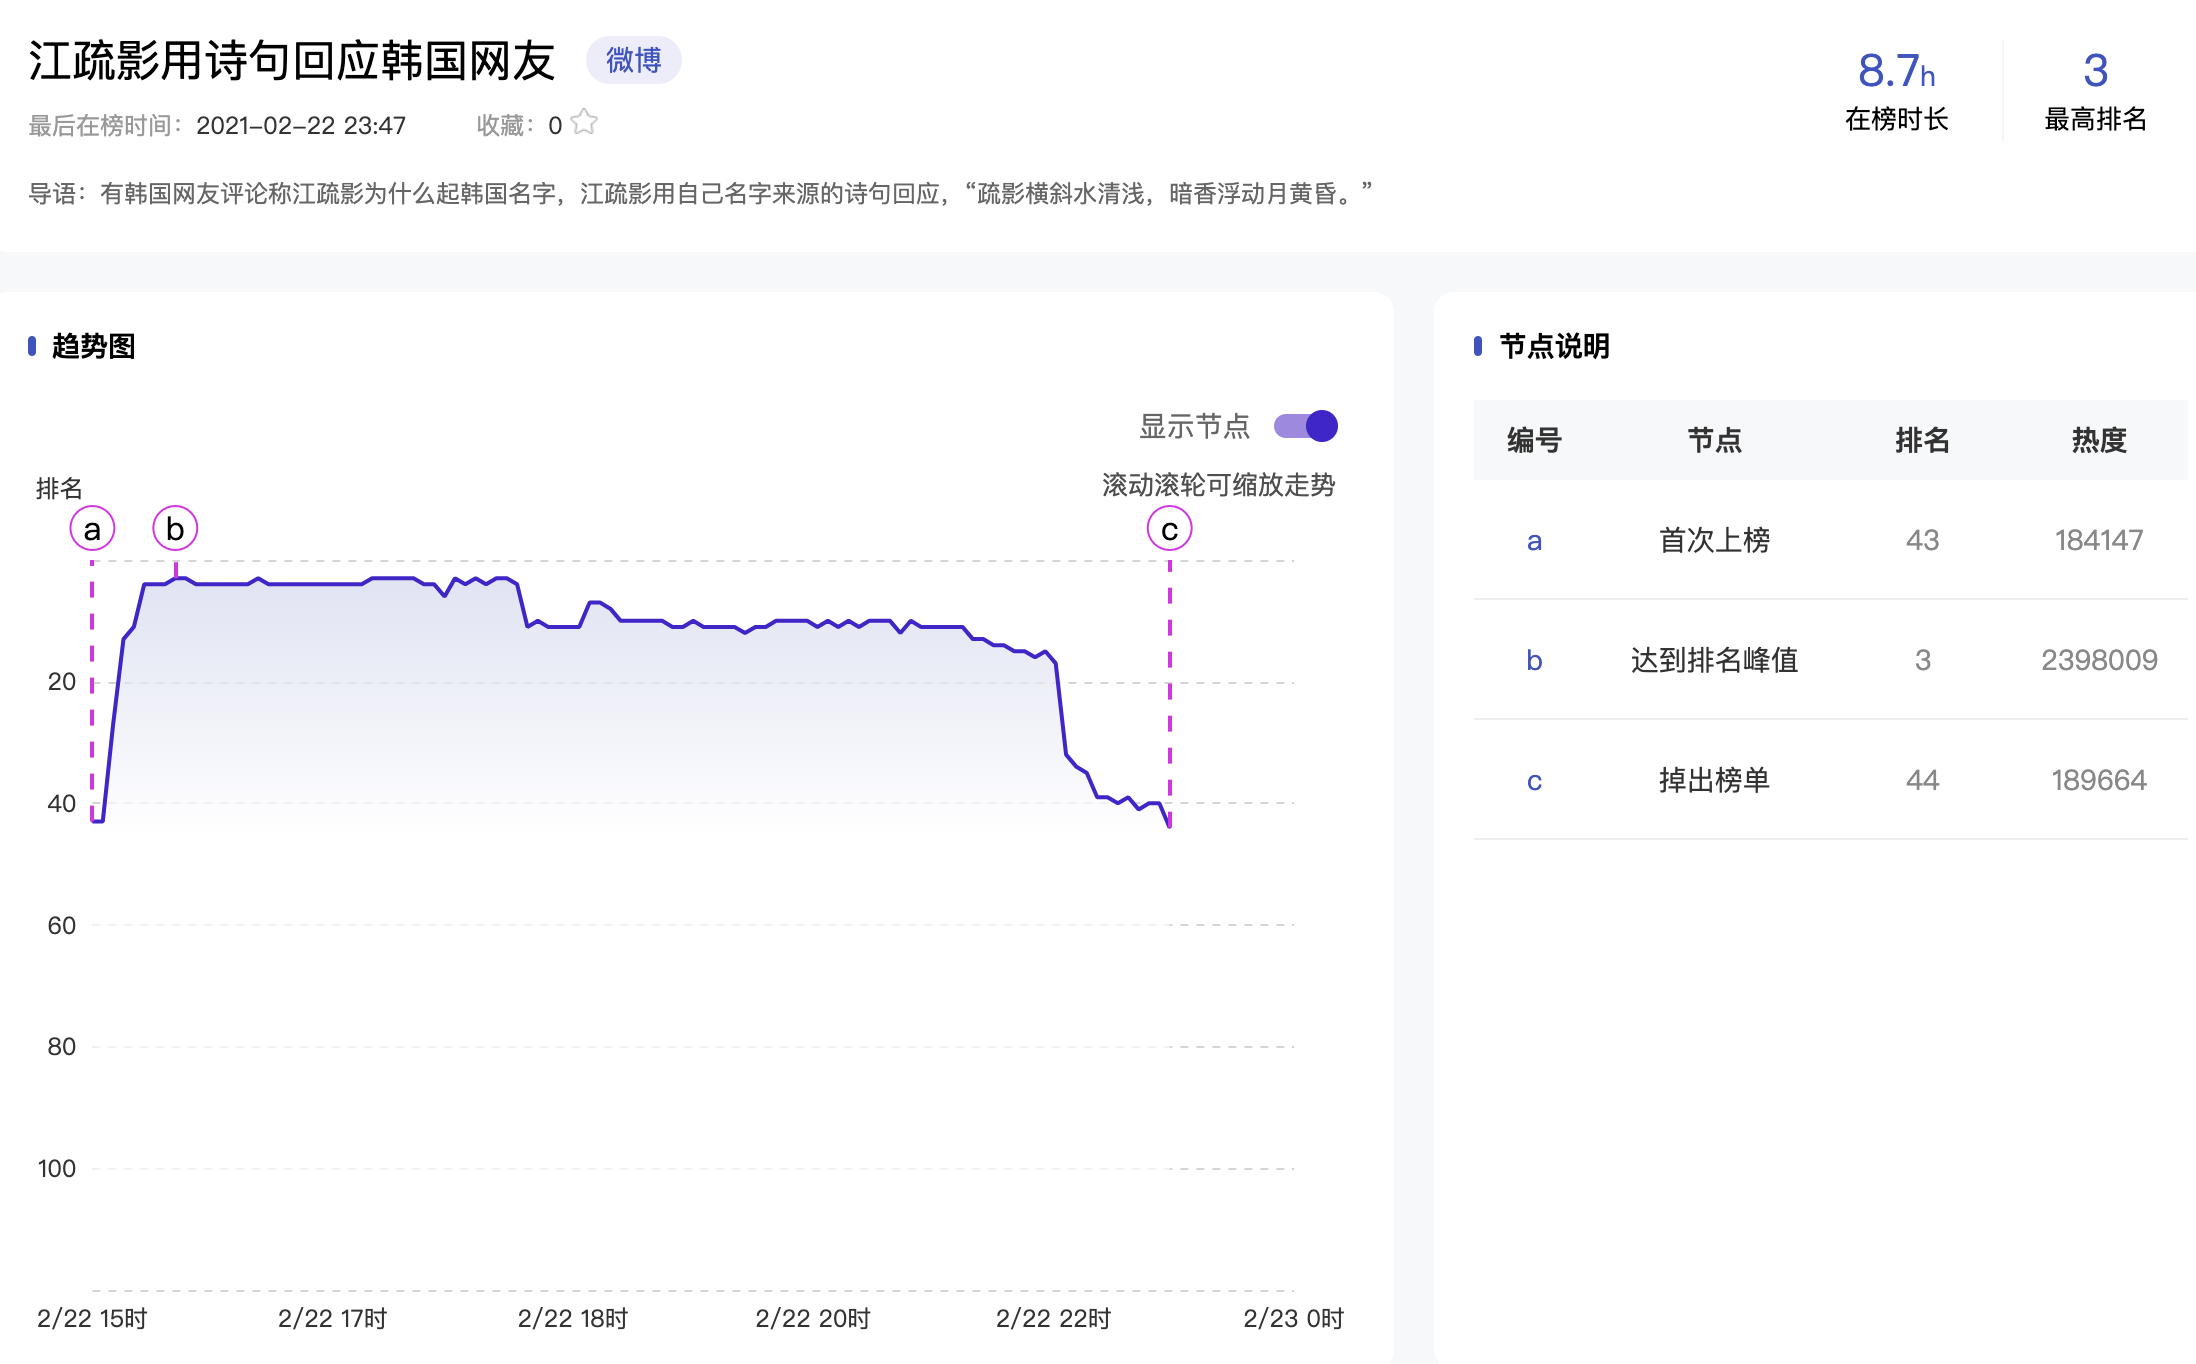 江疏影用诗句回应韩国网友 微博
最后在榜时间：2021-02-22 23:47 收藏：0
8.7h
在榜时长
3
最高排名
导语：有韩国网友评论称江疏影为什么起韩国名字，江疏影用自己名字来源的诗句回应，“疏影横斜水清浅，暗香浮动月黄昏。”
趋势图
显示节点
滚动滚轮可缩放走势
排名
a b c
20
40
60
80
100
2/22 15时 2/22 17时 2/22 18时 2/22 20时 2/22 22时 2/23 0时
节点说明
编号 节点 排名 热度
a 首次上榜 43 184147
b 达到排名峰值 3 2398009
c 掉出榜单 44 189664